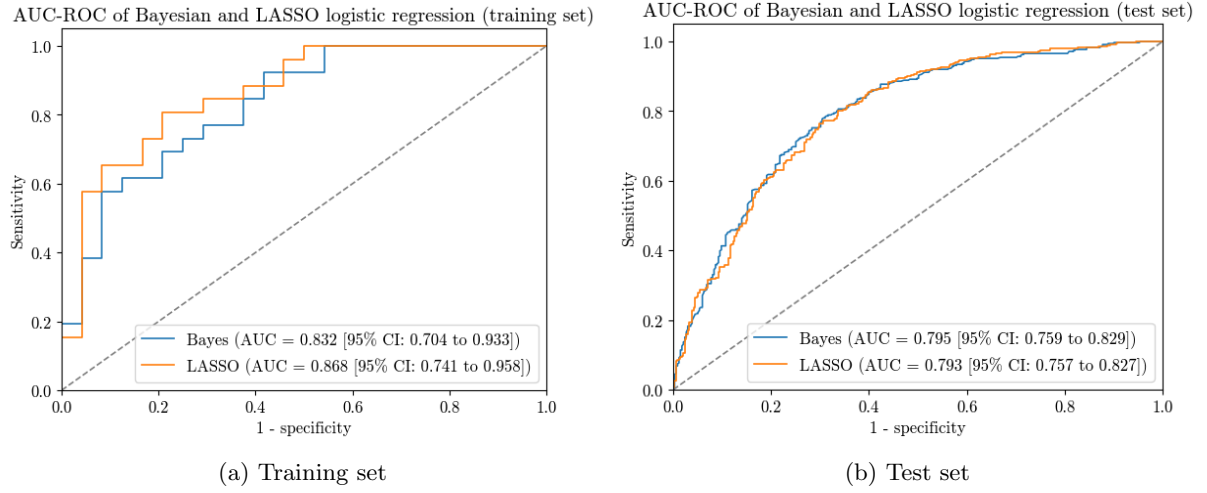 AUC-ROC of Bayesian and LASSO logistic regression (training set)
1.0
0.8
0.6
0.4
0.2
0.0
Sensitivity
Bayes (AUC = 0.832 [95% CI: 0.704 to 0.933])
LASSO (AUC = 0.868 [95% CI: 0.741 to 0.958])
0.0 0.2 0.4 0.6 0.8 1.0
1 - specificity
(a) Training set
AUC-ROC of Bayesian and LASSO logistic regression (test set)
1.0
0.8
0.6
0.4
0.2
0.0
Sensitivity
Bayes (AUC = 0.795 [95% CI: 0.759 to 0.829])
LASSO (AUC = 0.793 [95% CI: 0.757 to 0.827])
0.0 0.2 0.4 0.6 0.8 1.0
1 - specificity
(b) Test set